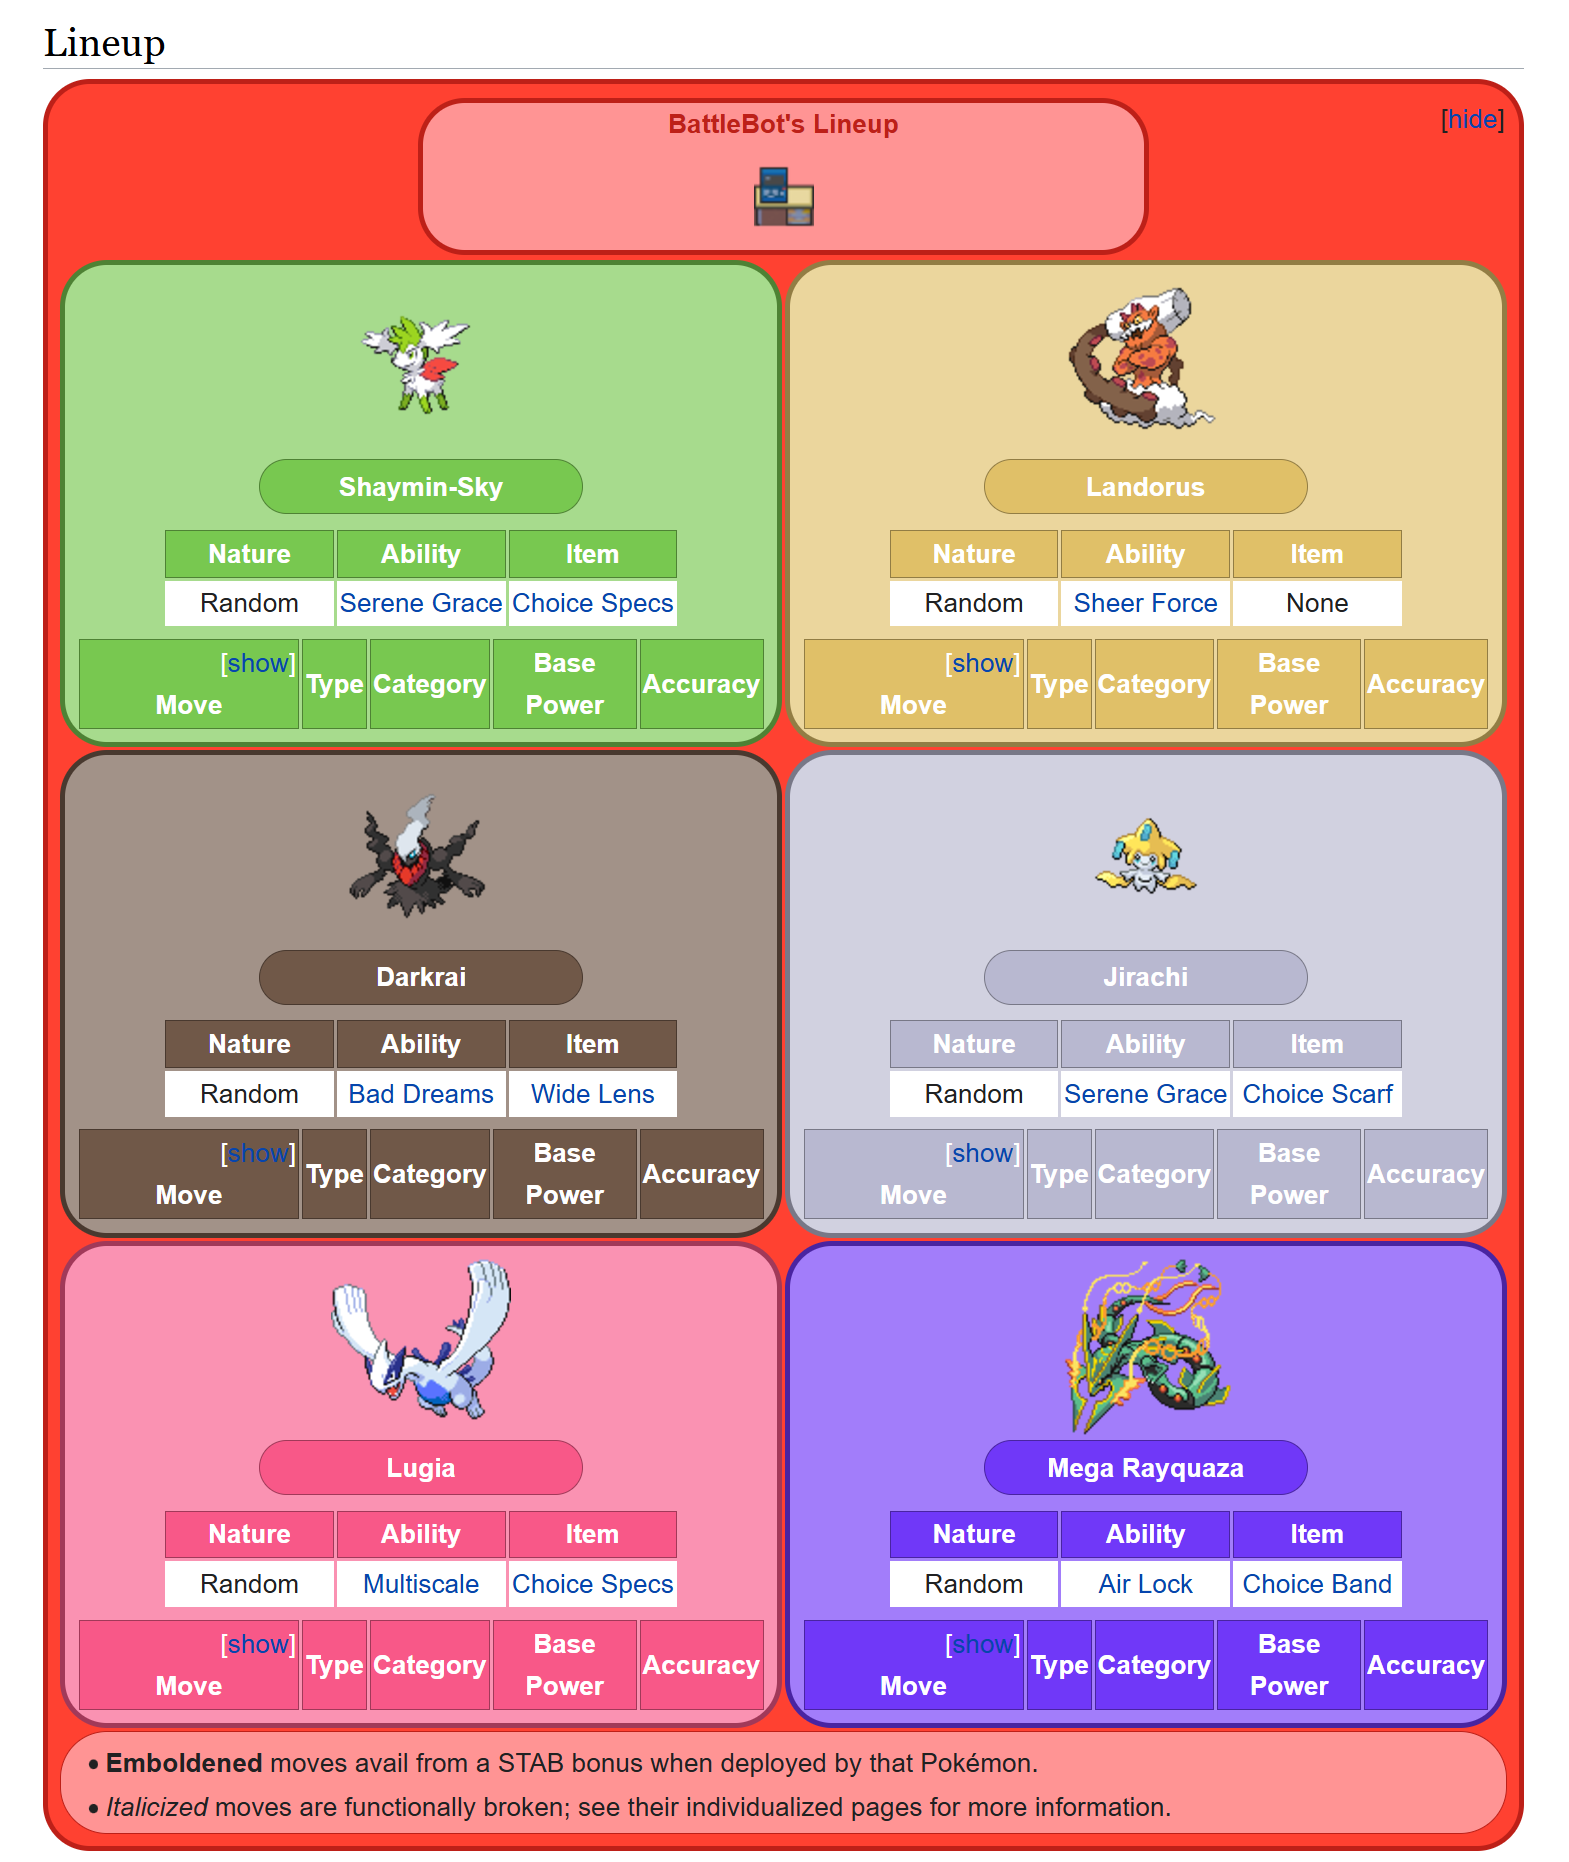 Lineup
BattleBot's Lineup
[hide]
Shaymin-Sky
Nature Ability Item
Random Serene Grace Choice Specs
[show]
Move Type Category Base Power Accuracy
Landorus
Nature Ability Item
Random Sheer Force None
[show]
Move Type Category Base Power Accuracy
Darkrai
Nature Ability Item
Random Bad Dreams Wide Lens
[show]
Move Type Category Base Power Accuracy
Jirachi
Nature Ability Item
Random Serene Grace Choice Scarf
[show]
Move Type Category Base Power Accuracy
Lugia
Nature Ability Item
Random Multiscale Choice Specs
[show]
Move Type Category Base Power Accuracy
Mega Rayquaza
Nature Ability Item
Random Air Lock Choice Band
[show]
Move Type Category Base Power Accuracy
• Emboldened moves avail from a STAB bonus when deployed by that Pokémon.
• Italicized moves are functionally broken; see their individualized pages for more information.